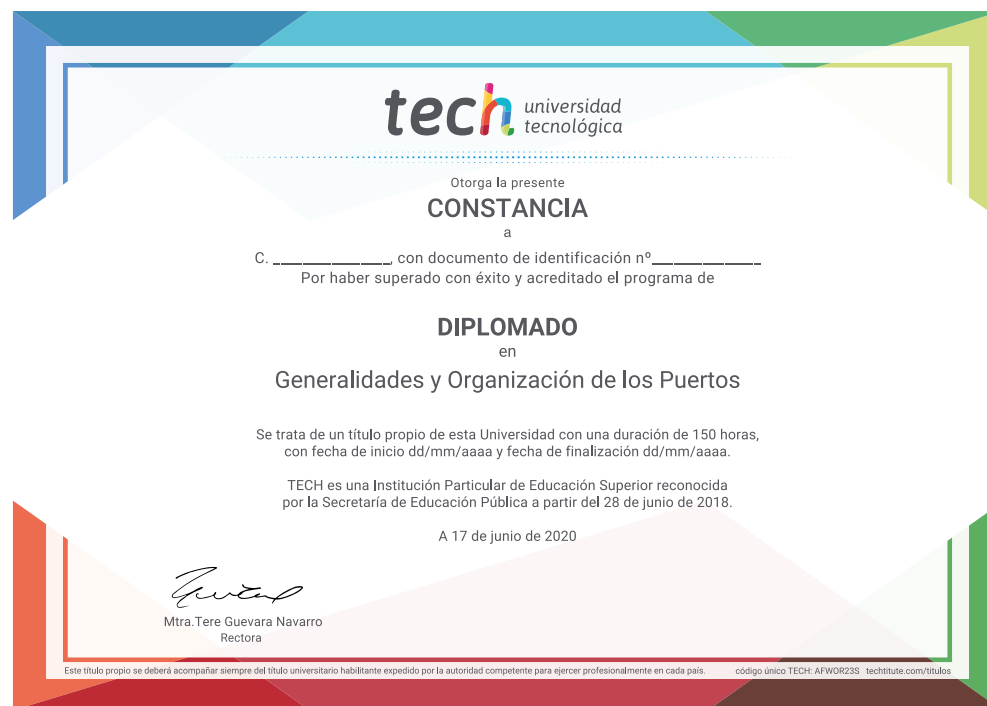 tech universidad
tecnológica
Otorga la presente
CONSTANCIA
a
C. ______________, con documento de identificación nº______________
Por haber superado con éxito y acreditado el programa de
DIPLOMADO
en
Generalidades y Organización de los Puertos
Se trata de un título propio de esta Universidad con una duración de 150 horas,
con fecha de inicio dd/mm/aaaa y fecha de finalización dd/mm/aaaa.
TECH es una Institución Particular de Educación Superior reconocida
por la Secretaría de Educación Pública a partir del 28 de junio de 2018.
A 17 de junio de 2020
Mtra.Tere Guevara Navarro
Rectora
Este título propio se deberá acompañar siempre del título universitario habilitante expedido por la autoridad competente para ejercer profesionalmente en cada país. código único TECH: AFWOR23S techtitute.com/titulos